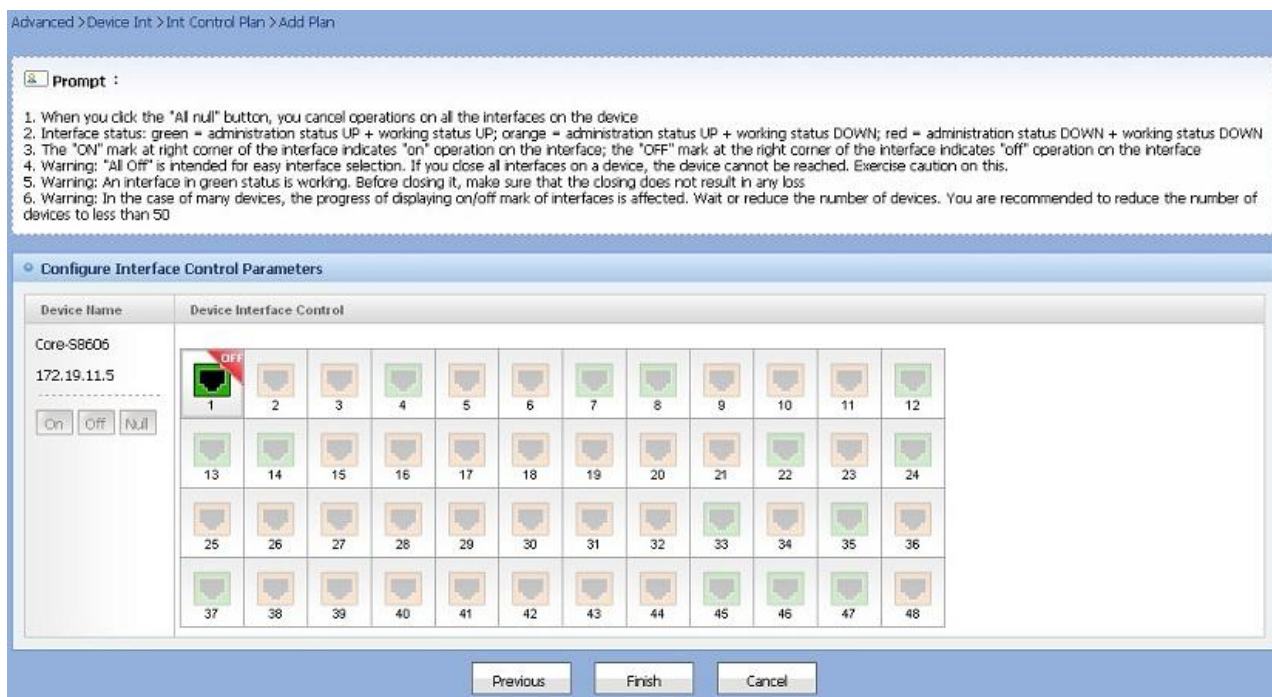 Advanced >Device Int >Int Control Plan >Add Plan
Prompt :
1. When you click the "All null" button, you cancel operations on all the interfaces on the device
2. Interface status: green = administration status UP + working status UP; orange = administration status UP + working status DOWN; red = administration status DOWN + working status DOWN
3. The "ON" mark at right corner of the interface indicates "on" operation on the interface; the "OFF" mark at the right corner of the interface indicates "off" operation on the interface
4. Warning: "All Off" is intended for easy interface selection. If you close all interfaces on a device, the device cannot be reached. Exercise caution on this.
5. Warning: An interface in green status is working. Before closing it, make sure that the closing does not result in any loss
6. Warning: In the case of many devices, the progress of displaying on/off mark of interfaces is affected. Wait or reduce the number of devices. You are recommended to reduce the number of
devices to less than 50
Configure Interface Control Parameters
Device Name Device Interface Control
Core-S8606
172.19.11.5
On Off Null
OFF
1 2 3 4 5 6 7 8 9 10 11 12
13 14 15 16 17 18 19 20 21 22 23 24
25 26 27 28 29 30 31 32 33 34 35 36
37 38 39 40 41 42 43 44 45 46 47 48
Previous Finish Cancel